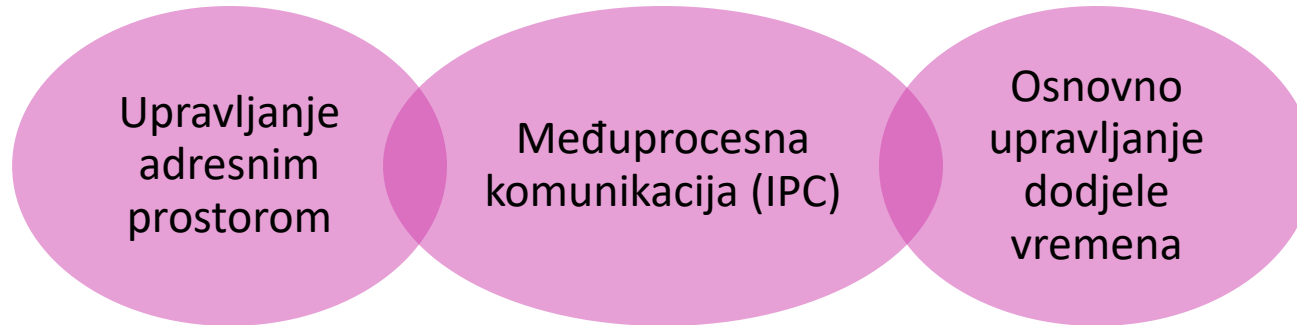 Upravljanje
adresnim
prostorom
Međuprocesna
komunikacija (IPC)
Osnovno
upravljanje
dodjele
vremena